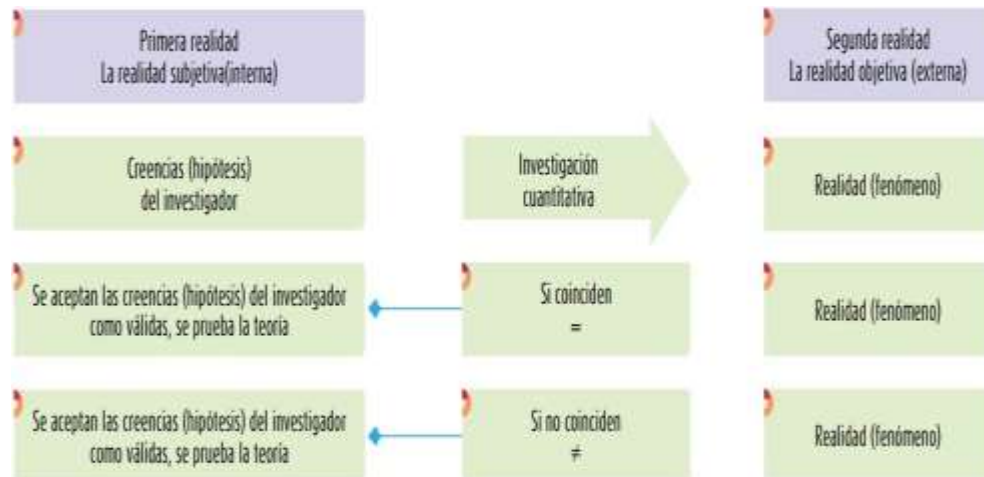 Primera realidad
La realidad subjetiva(interna)
Segunda realidad
La realidad objetiva (externa)
Creencias (hipótesis)
del investigador
Investigación
cuantitativa
Realidad (fenómeno)
Se aceptan las creencias (hipótesis) del investigador
como válidas, se prueba la teoría
Si coinciden
=
Realidad (fenómeno)
Se aceptan las creencias (hipótesis) del investigador
como válidas, se prueba la teoría
Si no coinciden
≠
Realidad (fenómeno)